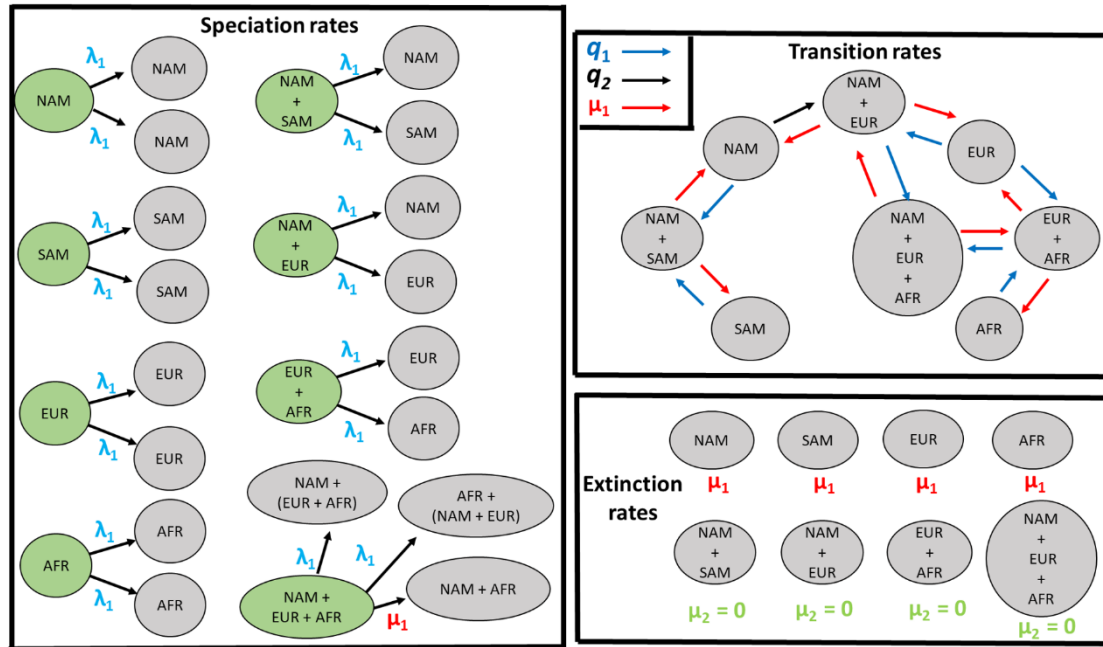 Speciation rates
λ₁
NAM
NAM
λ₁
NAM
λ₁
SAM
SAM
λ₁
SAM
λ₁
EUR
EUR
λ₁
EUR
λ₁
AFR
AFR
λ₁
AFR
λ₁
NAM
NAM
+
SAM
λ₁
SAM
λ₁
NAM
NAM
+
EUR
λ₁
EUR
λ₁
EUR
EUR
+
AFR
λ₁
AFR
NAM +
(EUR + AFR)
AFR +
(NAM + EUR)
λ₁
λ₁
NAM +
EUR + AFR
μ₁
NAM + AFR
q₁
q₂
μ₁
Transition rates
NAM
+
EUR
NAM
EUR
NAM
+
SAM
NAM
+
EUR
+
AFR
EUR
+
AFR
SAM
AFR
Extinction
rates
NAM
μ₁
SAM
μ₁
EUR
μ₁
AFR
μ₁
NAM
+
SAM
μ₂ = 0
NAM
+
EUR
μ₂ = 0
EUR
+
AFR
μ₂ = 0
NAM
+
EUR
+
AFR
μ₂ = 0